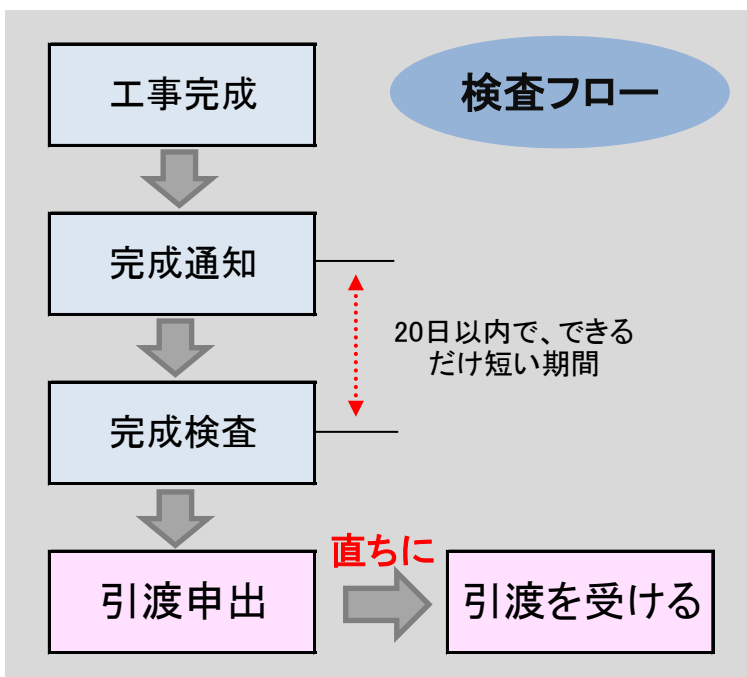 検査フロー
工事完成
完成通知
20日以内で、できる
だけ短い期間
完成検査
引渡申出
直ちに
引渡を受ける